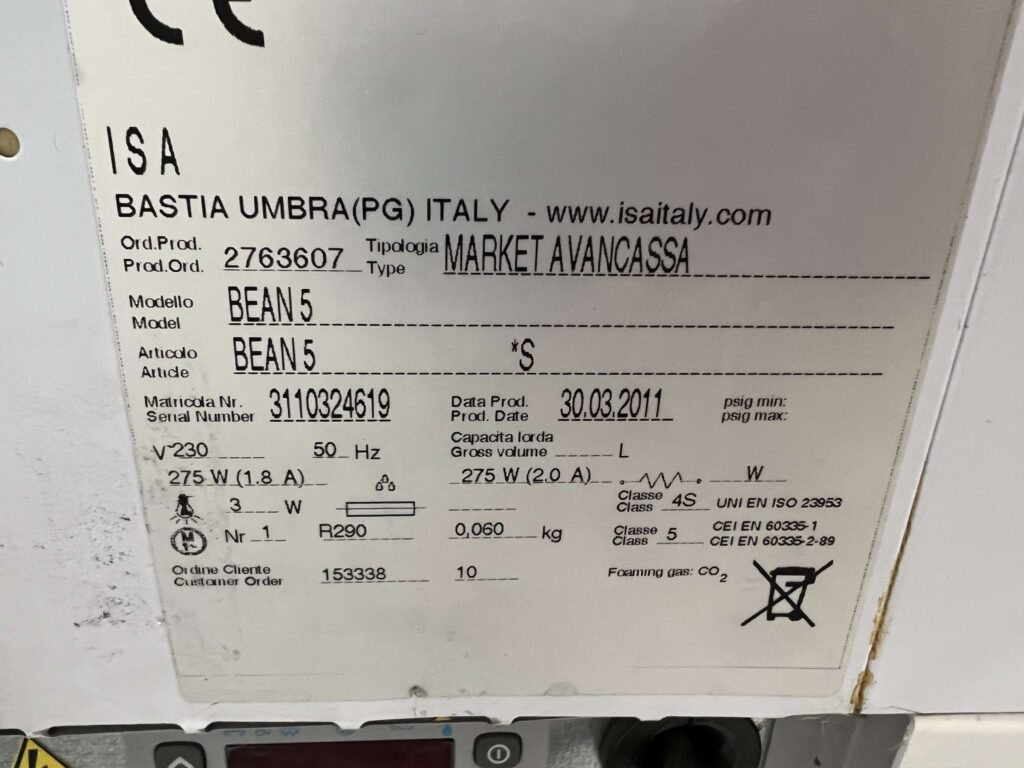 CE
ISA
BASTIA UMBRA(PG) ITALY - www.isaitaly.com
Ord.Prod. Prod.Ord. 2763607 Tipologia Type MARKET AVANCASSA
Modello Model BEAN 5
Articolo Article BEAN 5 *S
Matricola Nr. Serial Number 3110324619 Data Prod. Prod. Date 30.03.2011 psig min: psig max:
V~230 50 Hz Capacita lorda Gross volume L
275 W (1.8 A) 275 W (2.0 A) W
3 W Classe Class 4S UNI EN ISO 23953
M 1~ Nr 1 R290 0,060 kg Classe Class 5 CEI EN 60335-1 CEI EN 60335-2-89
Ordine Cliente Customer Order 153338 10 Foaming gas: CO2